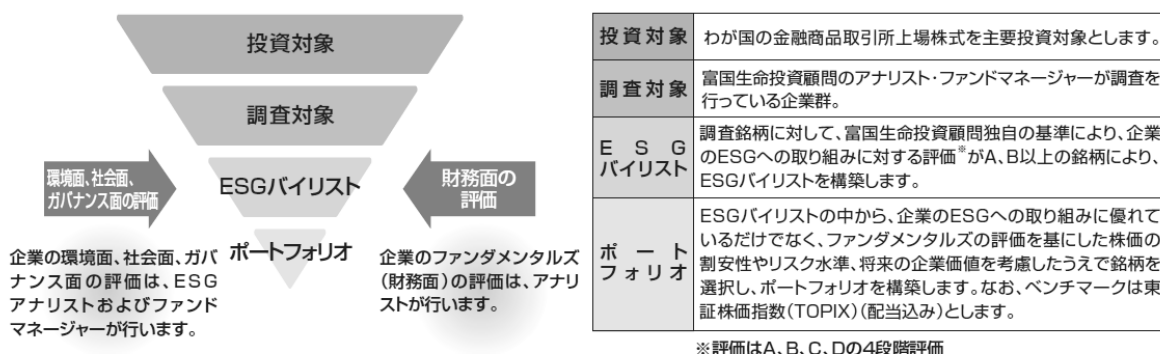 投資対象
調査対象
ESGバイリスト
ポートフォリオ
環境面、社会面、
ガバナンス面の評価
財務面の
評価
企業の環境面、社会面、ガバ
ナンス面の評価は、ESG
アナリストおよびファンド
マネージャーが行います。
企業のファンダメンタルズ
(財務面)の評価は、アナリ
ストが行います。
投資対象
わが国の金融商品取引所上場株式を主要投資対象とします。
調査対象
富国生命投資顧問のアナリスト・ファンドマネージャーが調査を
行っている企業群。
ESG
バイリスト
調査銘柄に対して、富国生命投資顧問独自の基準により、企業
のESGへの取り組みに対する評価※がA、B以上の銘柄により、
ESGバイリストを構築します。
ポート
フォリオ
ESGバイリストの中から、企業のESGへの取り組みに優れて
いるだけでなく、ファンダメンタルズの評価を基にした株価の
割安性やリスク水準、将来の企業価値を考慮したうえで銘柄を
選択し、ポートフォリオを構築します。なお、ベンチマークは東
証株価指数(TOPIX)(配当込み)とします。
※評価はA、B、C、Dの4段階評価